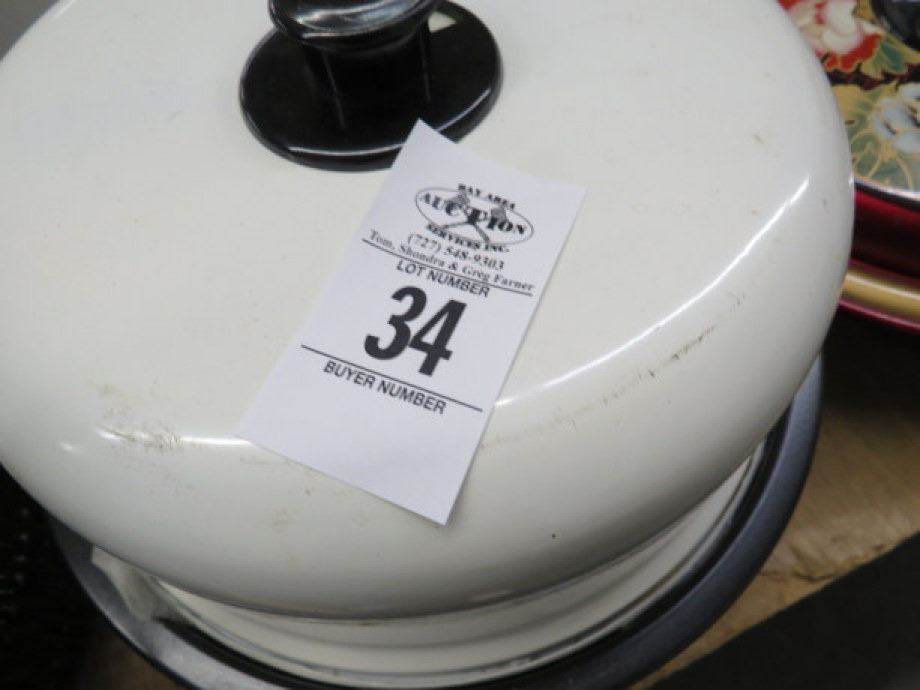 BAY AREA
AUCTION
SERVICES INC.
(727) 548-9303
Tom, Shondra & Greg Farner
LOT NUMBER
34
BUYER NUMBER